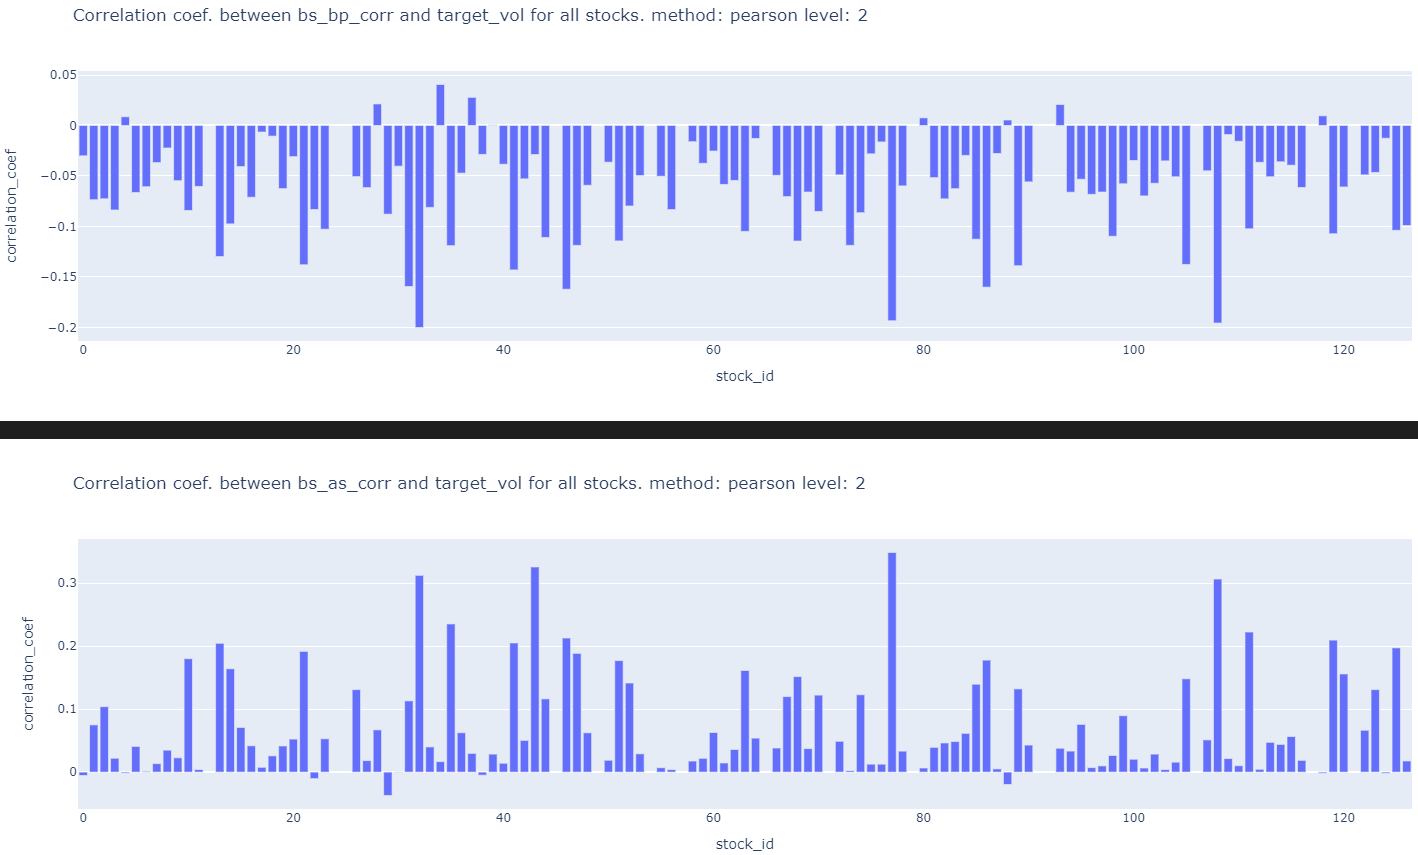 Correlation coef. between bs_bp_corr and target_vol for all stocks. method: pearson level: 2
0.05
0
−0.05
−0.1
−0.15
−0.2
correlation_coef
0 20 40 60 80 100 120
stock_id
Correlation coef. between bs_as_corr and target_vol for all stocks. method: pearson level: 2
0.3
0.2
0.1
0
correlation_coef
0 20 40 60 80 100 120
stock_id